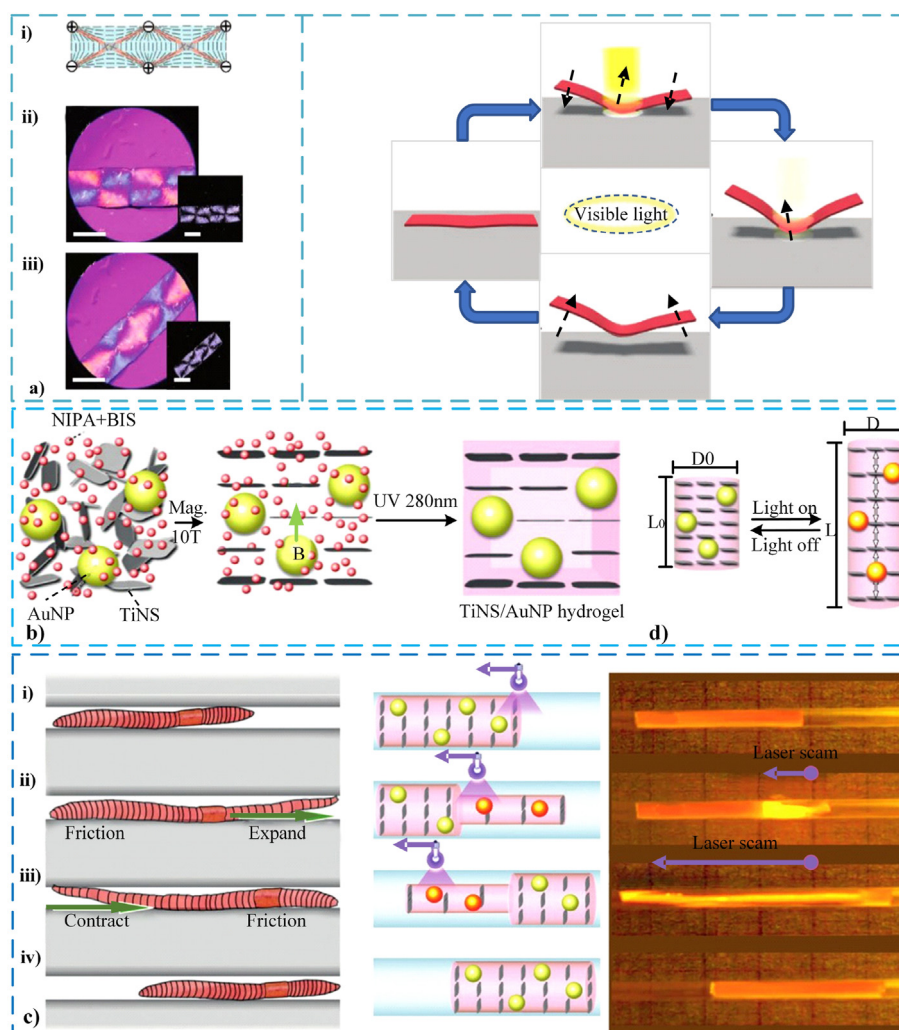 i)
ii)
iii)
a)
Visible light
NIPA+BIS
Mag.
10T
AuNP
TiNS
B
UV 280nm
TiNS/AuNP hydrogel
D0
L0
Light on
Light off
D
L
b)
d)
i)
ii)
Friction
Expand
iii)
Contract
Friction
iv)
c)
Laser scam
Laser scam